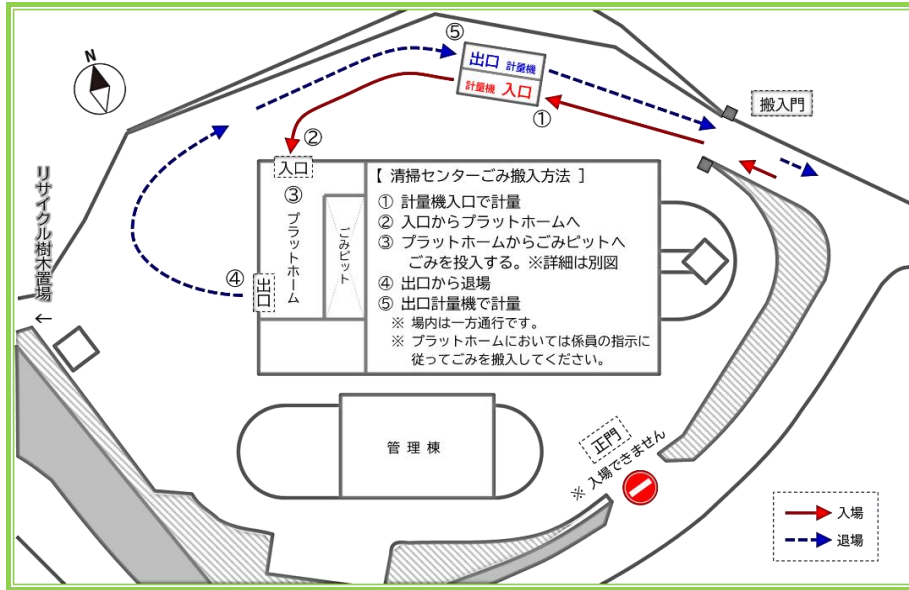 N
⑤
出口 計量機
計量機 入口
①
搬入門
②
入口
③
プラットホーム
ごみピット
④
出口
リサイクル樹木置場
←
【 清掃センターごみ搬入方法 】
① 計量機入口で計量
② 入口からプラットホームへ
③ プラットホームからごみピットへ
ごみを投入する。※詳細は別図
④ 出口から退場
⑤ 出口計量機で計量
※ 場内は一方通行です。
※ プラットホームにおいては係員の指示に
従ってごみを搬入してください。
管理棟
正門
※ 入場できません
入場
退場